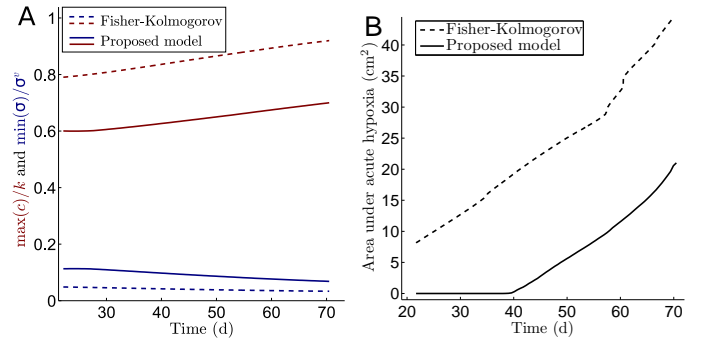 A
Fisher-Kolmogorov
Proposed model
max(c)/k and min(σ)/σᵛ
1
0.8
0.6
0.4
0.2
0
30
40
50
60
70
Time (d)
B
Fisher-Kolmogorov
Proposed model
Area under acute hypoxia (cm²)
40
35
30
25
20
15
10
5
0
20
30
40
50
60
70
Time (d)